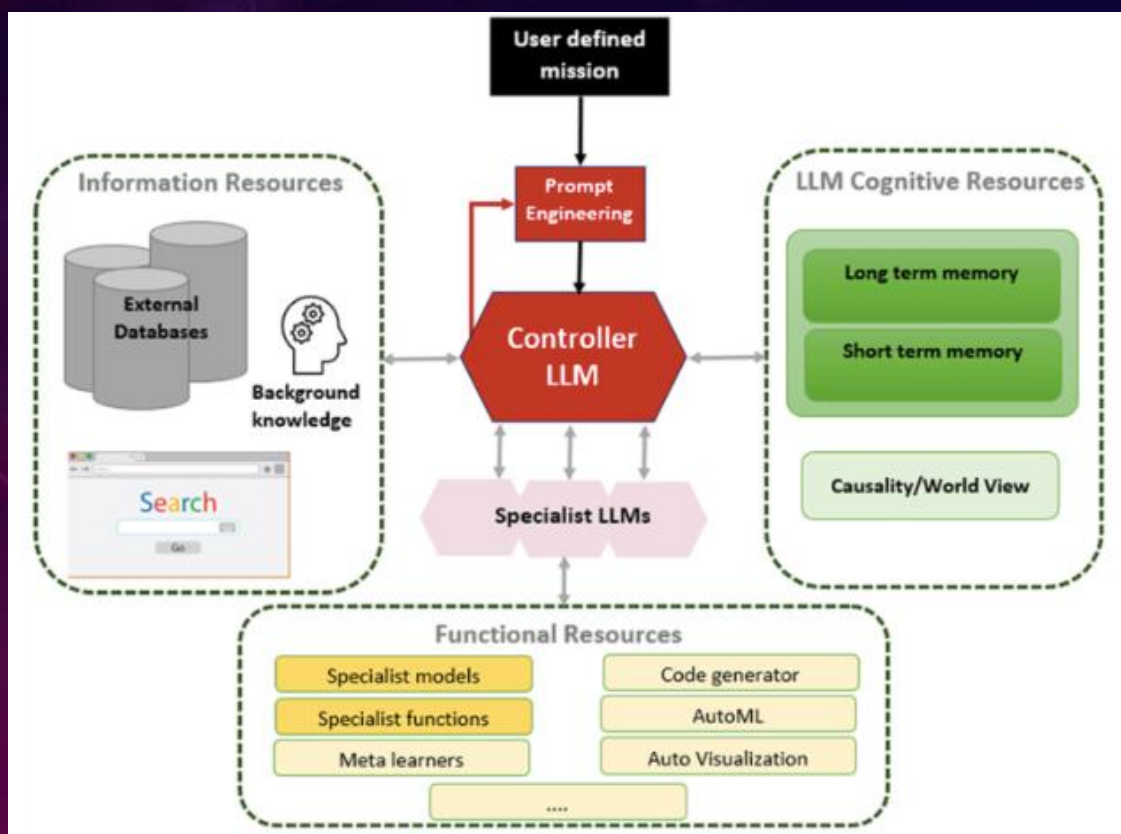 User defined
mission
Information Resources
Prompt
Engineering
LLM Cognitive Resources
External
Databases
Background
knowledge
Controller
LLM
Long term memory
Short term memory
Search
Go
Specialist LLMs
Causality/World View
Functional Resources
Specialist models
Code generator
Specialist functions
AutoML
Meta learners
Auto Visualization
....